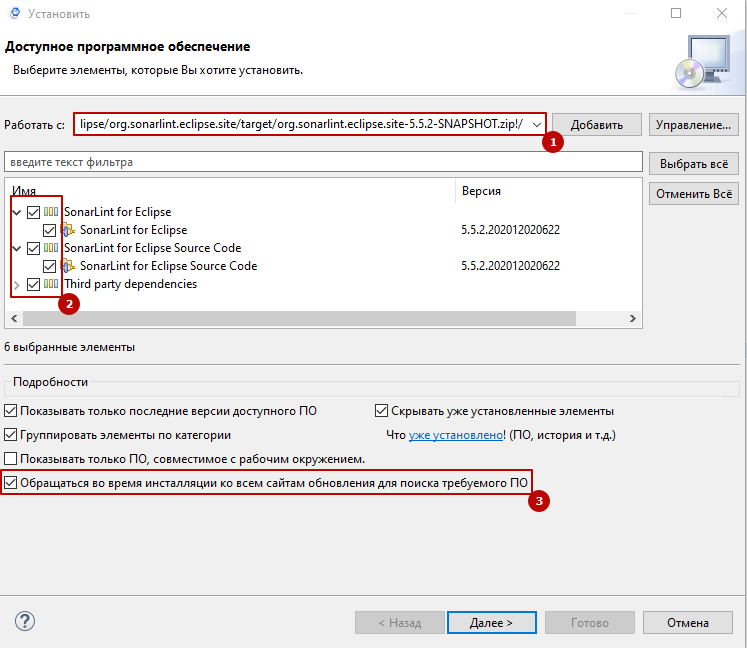 Установить
Доступное программное обеспечение
Выберите элементы, которые Вы хотите установить.
Работать с: lipse/org.sonarlint.eclipse.site/target/org.sonarlint.eclipse.site-5.5.2-SNAPSHOT.zip!/ Добавить Управление...
1
введите текст фильтра Выбрать всё
Имя Версия Отменить Всё
SonarLint for Eclipse
SonarLint for Eclipse 5.5.2.202012020622
SonarLint for Eclipse Source Code
SonarLint for Eclipse Source Code 5.5.2.202012020622
Third party dependencies
2
6 выбранные элементы
Подробности
Показывать только последние версии доступного ПО Скрывать уже установленные элементы
Группировать элементы по категории Что уже установлено! (ПО, история и т.д.)
Показывать только ПО, совместимое с рабочим окружением.
Обращаться во время инсталляции ко всем сайтам обновления для поиска требуемого ПО
3
? < Назад Далее > Готово Отмена